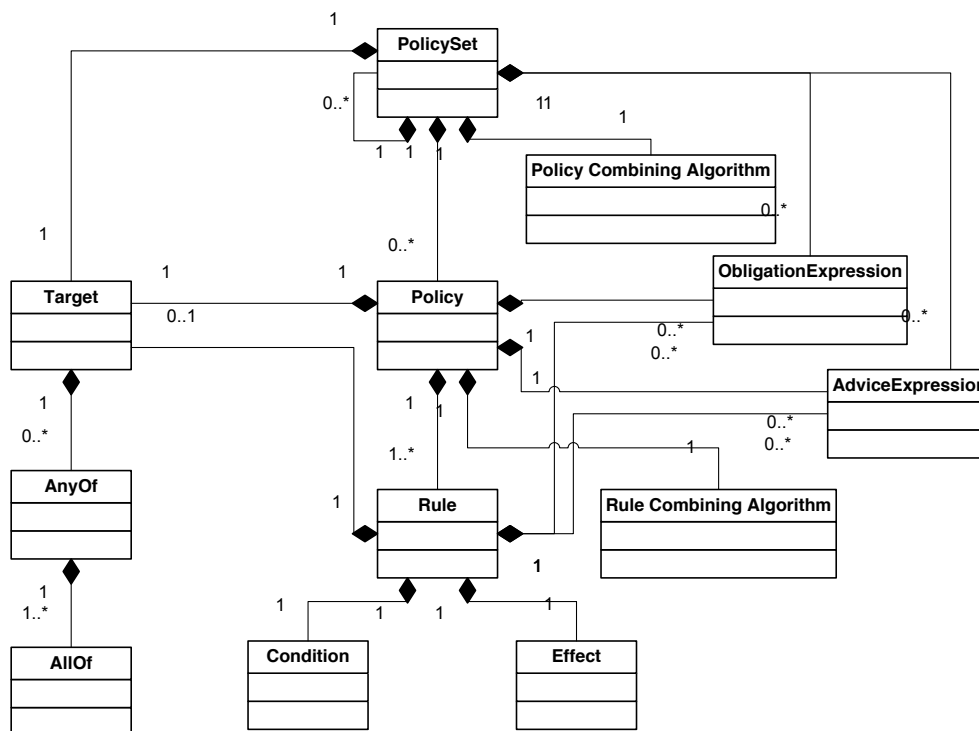 1
PolicySet
0..*
11
1
1
1
1
Policy Combining Algorithm
0..*
1
0..*
ObligationExpression
1
1
Target
Policy
0..1
0..*
0..*
1
0..*
1
AdviceExpression
1
1
1
0..*
0..*
0..*
1..*
1
AnyOf
Rule
Rule Combining Algorithm
1
1
1
1..*
1
1
1
1
AllOf
Condition
Effect